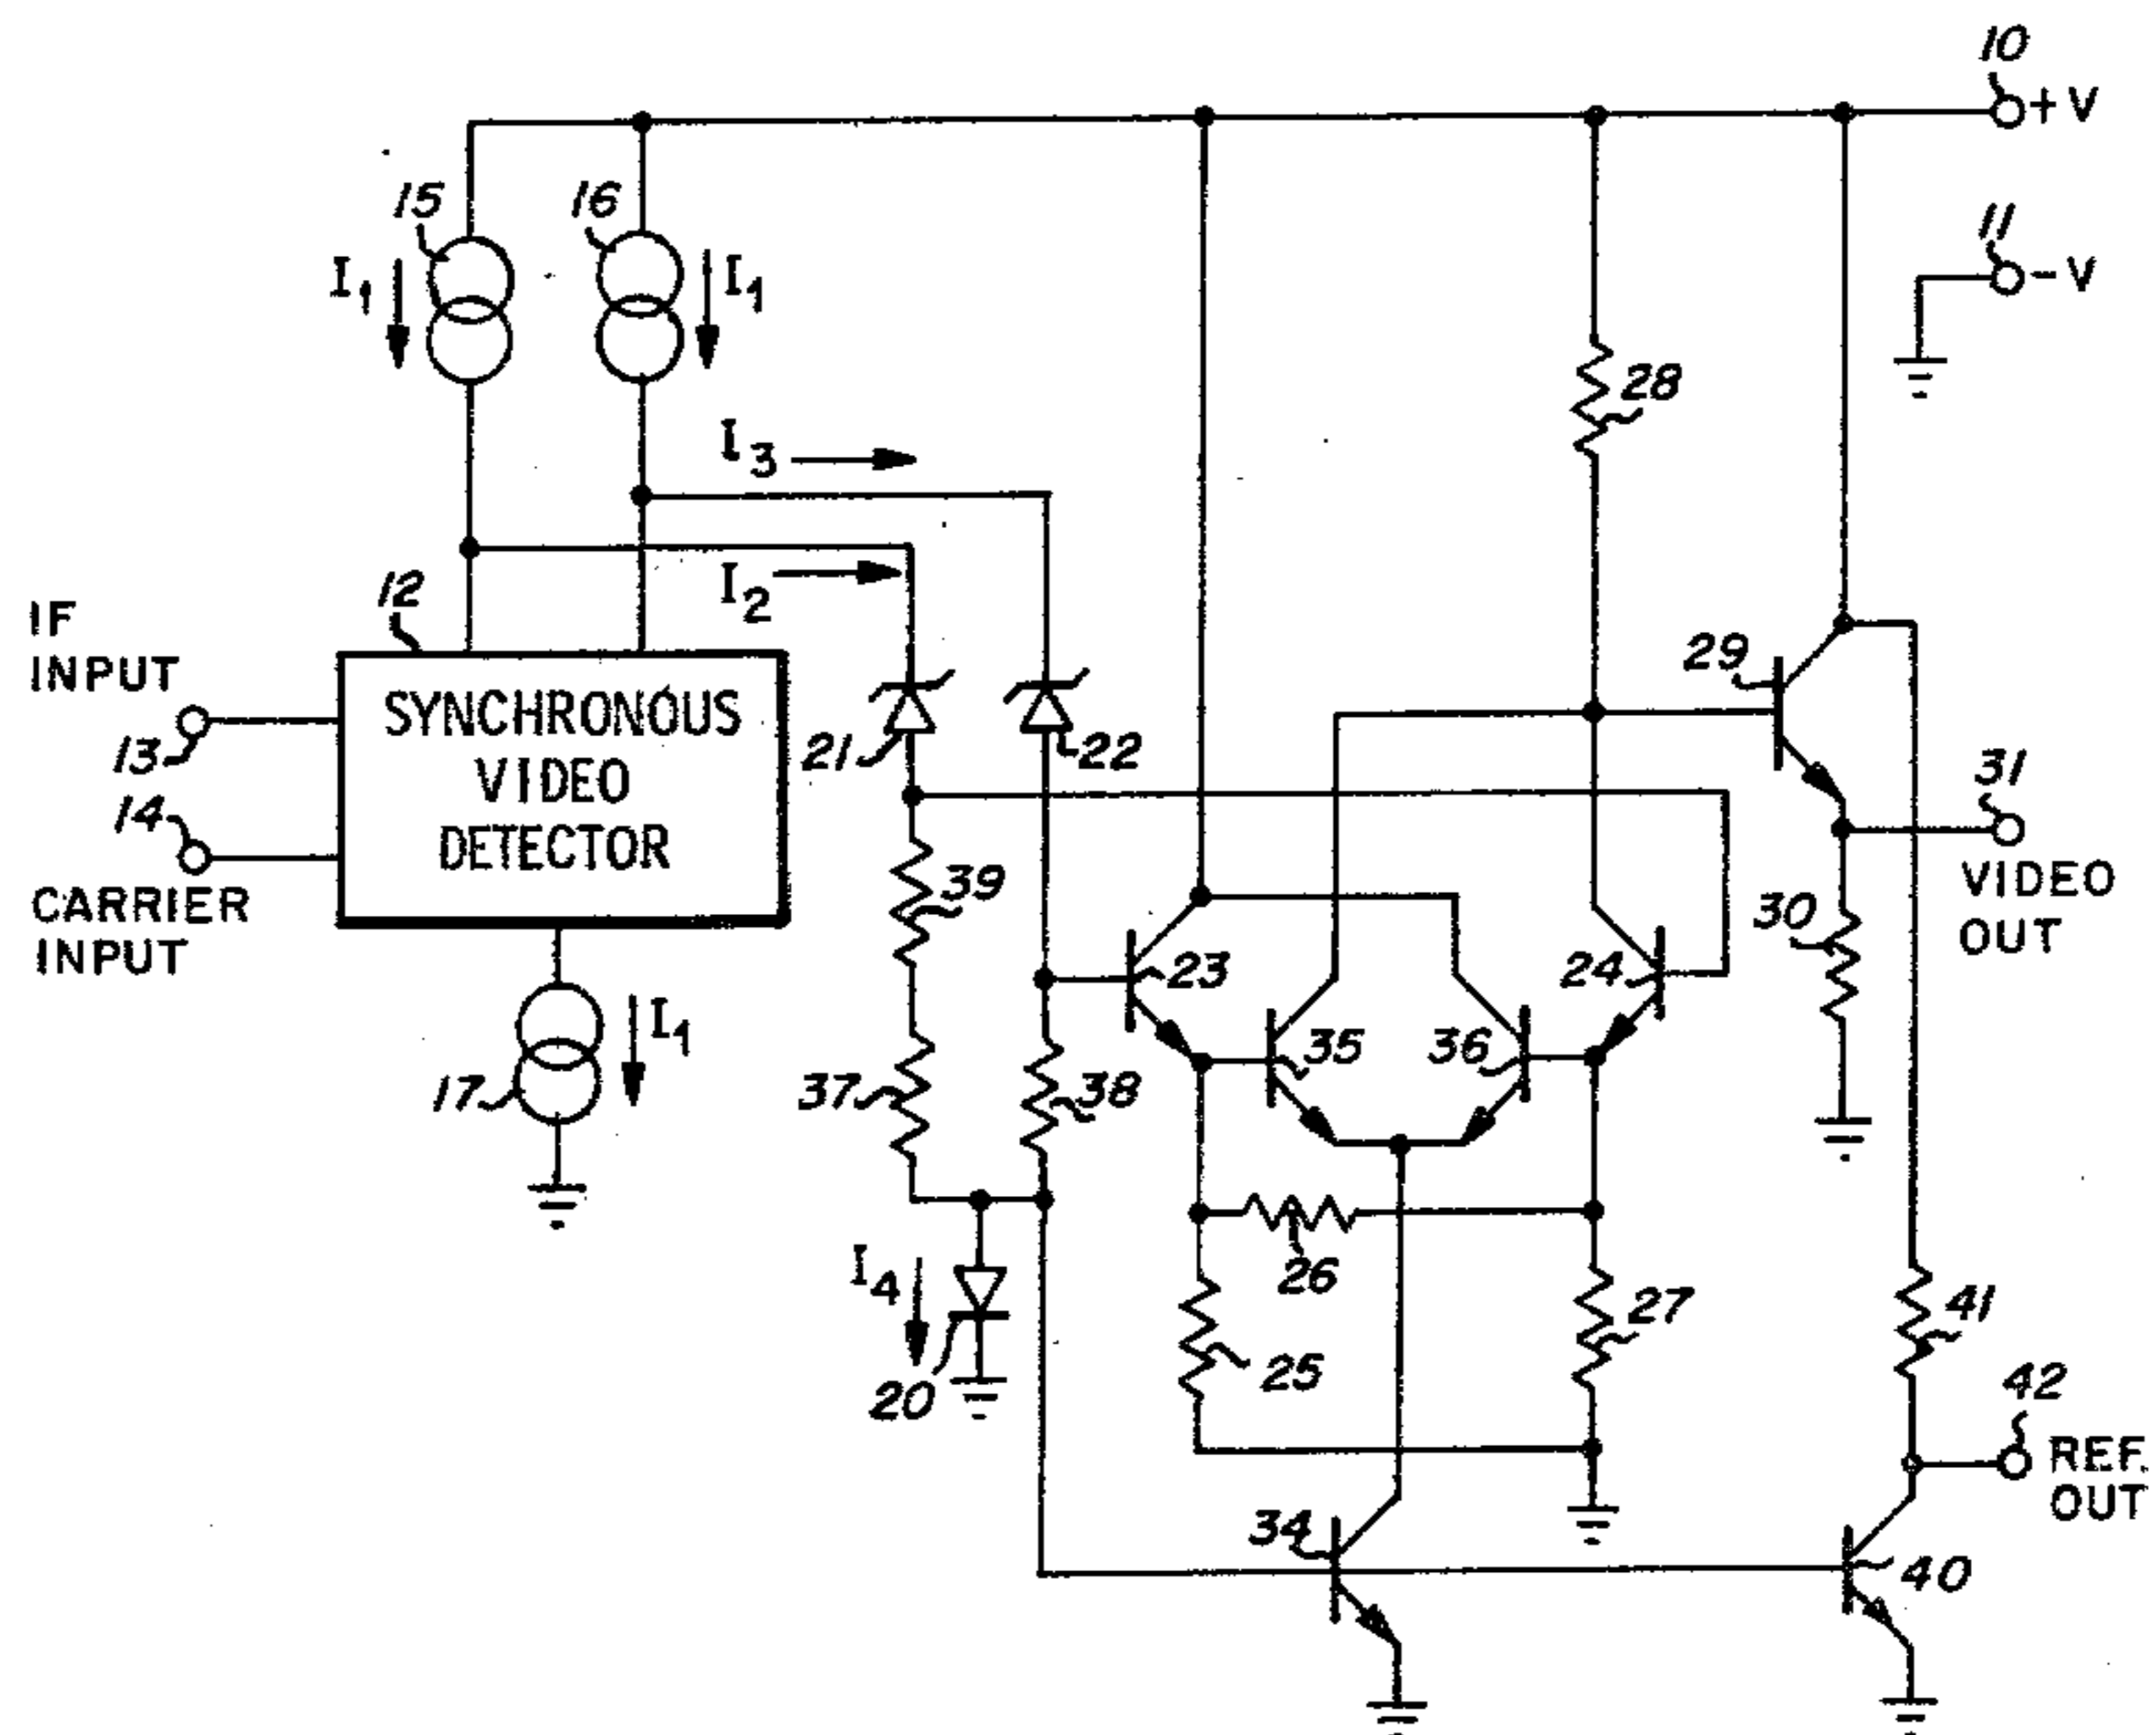 10
+V
15
16
11
I1
I1
-V
28
I3
12
I2
IF
INPUT
29
SYNCHRONOUS
VIDEO
DETECTOR
13
21
22
31
14
39
VIDEO
OUT
CARRIER
INPUT
30
23
24
I1
35
36
17
37
38
26
I4
27
41
20
25
42
REF.
OUT
34
40